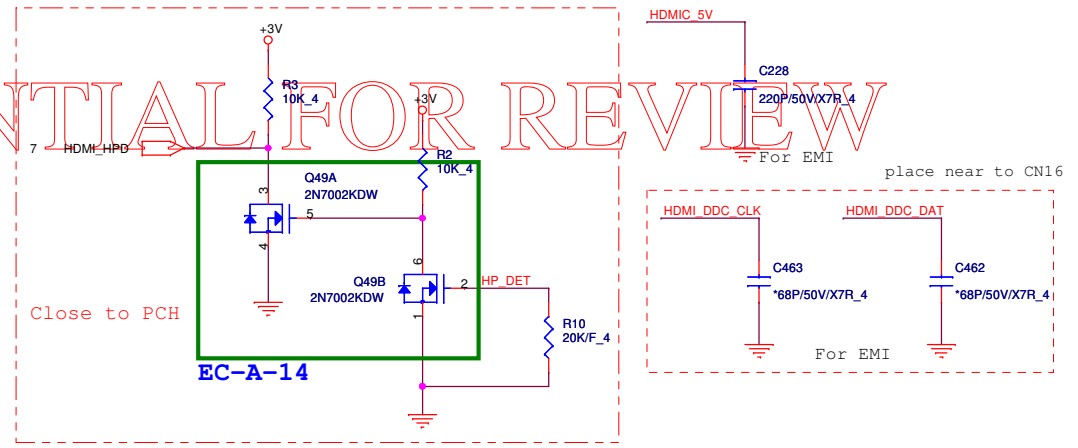 +3V
R3
10K_4
+3V
NTIAL FOR REVIEW
7 HDMI_HPD
R2
10K_4
Q49A
2N7002KDW
3
5
4
Q49B
2N7002KDW
6
2
HP_DET
1
R10
20K/F_4
Close to PCH
EC-A-14
HDMIC_5V
C228
220P/50V/X7R_4
For EMI
place near to CN16
HDMI_DDC_CLK
HDMI_DDC_DAT
C463
*68P/50V/X7R_4
C462
*68P/50V/X7R_4
For EMI